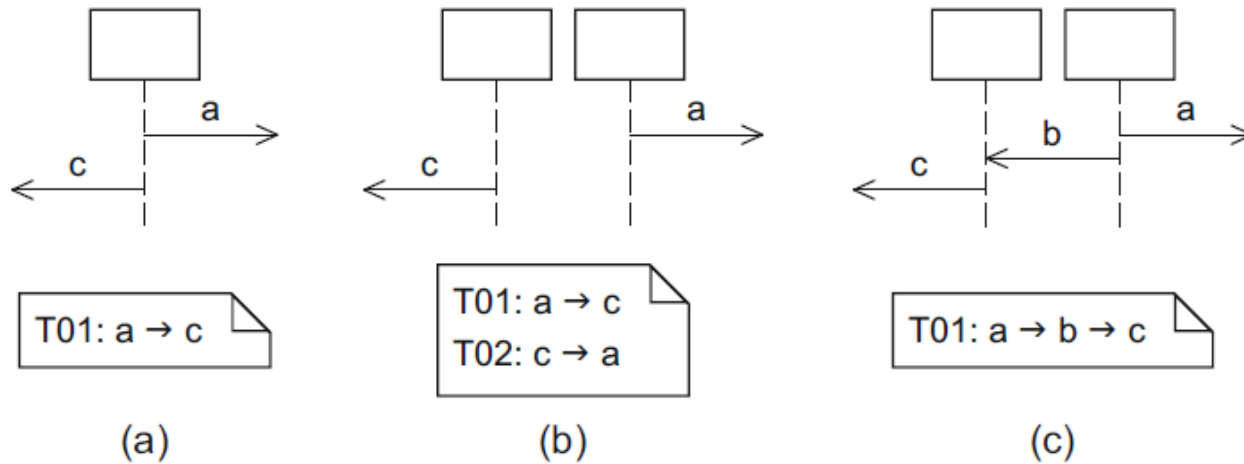 a
c
T01: a → c
(a)
a
c
T01: a → c
T02: c → a
(b)
a
b
c
T01: a → b → c
(c)